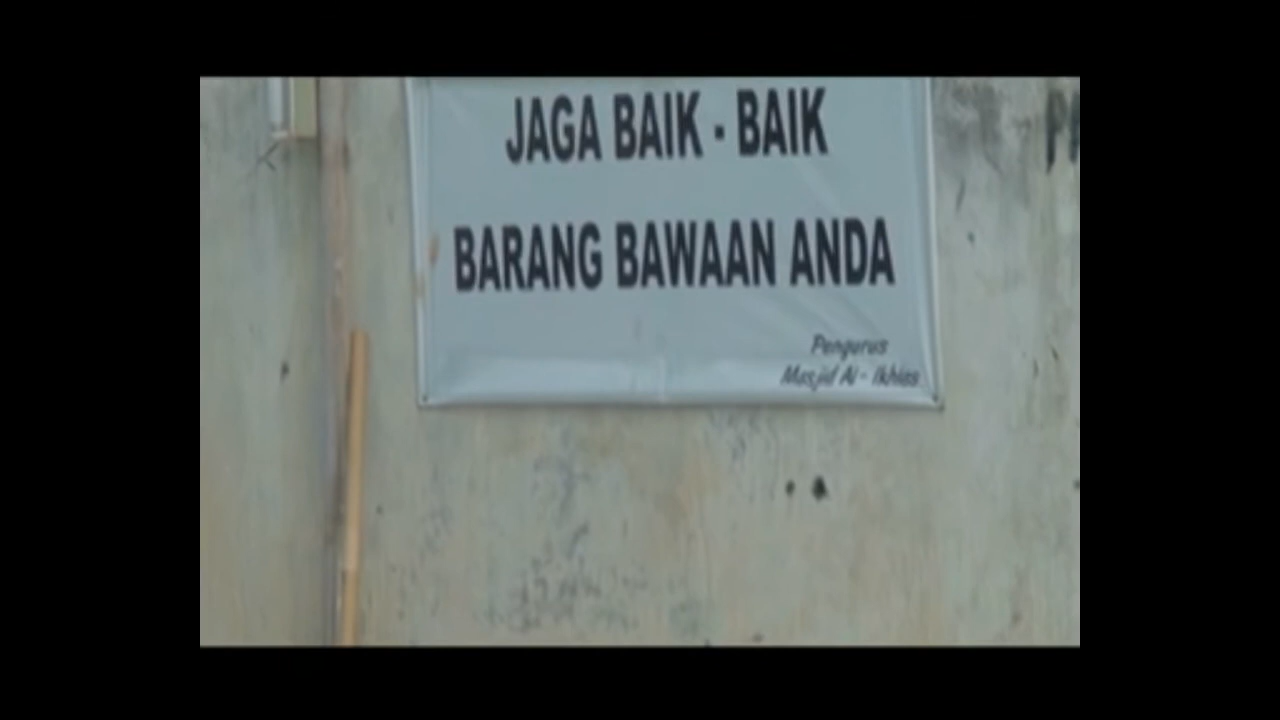 JAGA BAIK - BAIK
BARANG BAWAAN ANDA
Pengurus
Masjid Al - Ikhlas